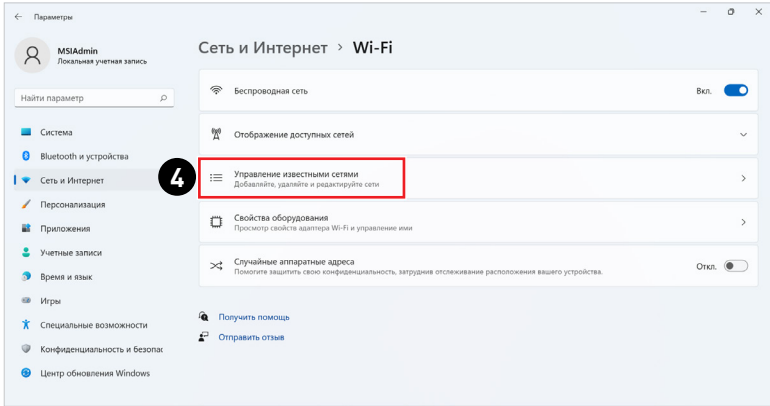 Параметры
MSIAdmin
Локальная учетная запись
Найти параметр
Система
Bluetooth и устройства
Сеть и Интернет
Персонализация
Приложения
Учетные записи
Время и язык
Игры
Специальные возможности
Конфиденциальность и безопас
Центр обновления Windows
Сеть и Интернет > Wi-Fi
Беспроводная сеть
Вкл.
Отображение доступных сетей
4
Управление известными сетями
Добавляйте, удаляйте и редактируйте сети
Свойства оборудования
Просмотр свойств адаптера Wi-Fi и управление ими
Случайные аппаратные адреса
Помогите защитить свою конфиденциальность, затруднив отслеживание расположения вашего устройства.
Откл.
Получить помощь
Отправить отзыв